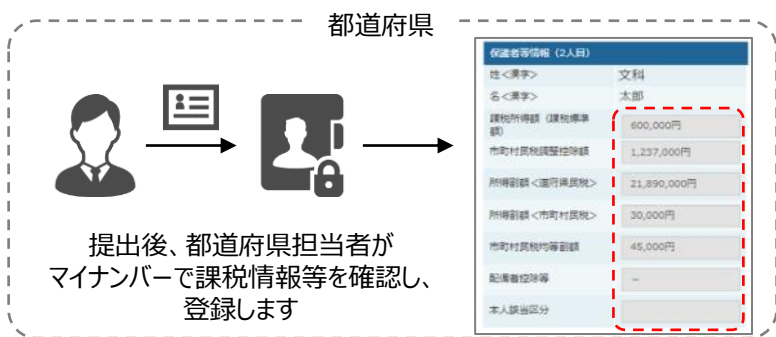 都道府県
保護者等情報（2人目）
姓<漢字> 文科
名<漢字> 太郎
課税所得額（課税標準
額） 600,000円
市町村民税調整控除額 1,237,000円
所得割額<道府県民税> 21,890,000円
所得割額<市町村民税> 30,000円
市町村民税均等割額 45,000円
配偶者控除等 －
本人該当区分
提出後、都道府県担当者が
マイナンバーで課税情報等を確認し、
登録します